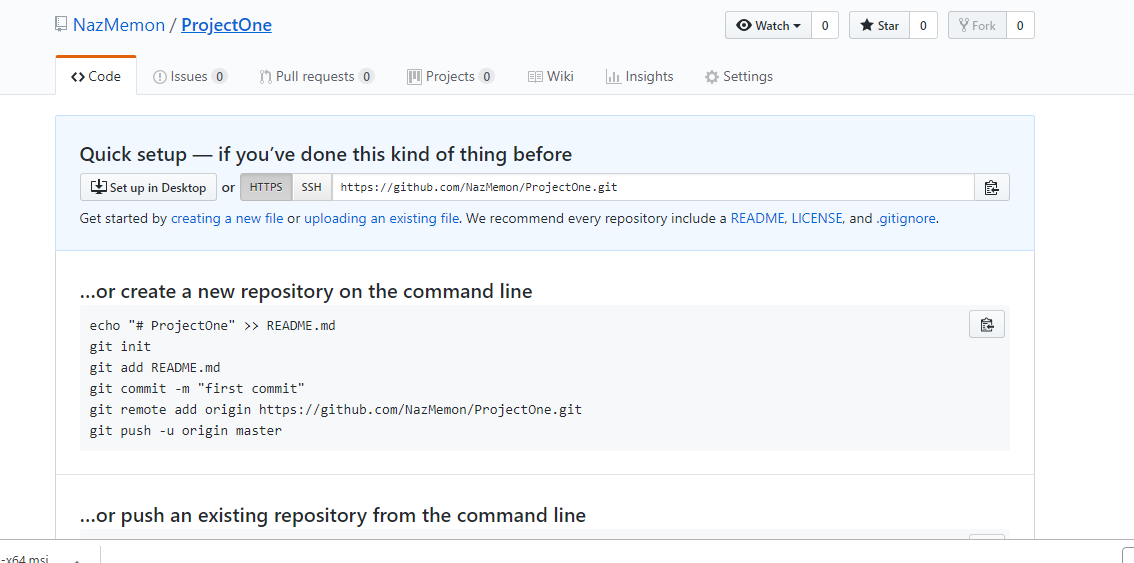 NazMemon / ProjectOne
Watch 0 Star 0 Fork 0
Code Issues 0 Pull requests 0 Projects 0 Wiki Insights Settings
Quick setup — if you’ve done this kind of thing before
Set up in Desktop or HTTPS SSH https://github.com/NazMemon/ProjectOne.git
Get started by creating a new file or uploading an existing file. We recommend every repository include a README, LICENSE, and .gitignore.
…or create a new repository on the command line
echo "# ProjectOne" >> README.md
git init
git add README.md
git commit -m "first commit"
git remote add origin https://github.com/NazMemon/ProjectOne.git
git push -u origin master
…or push an existing repository from the command line
-x64.msi